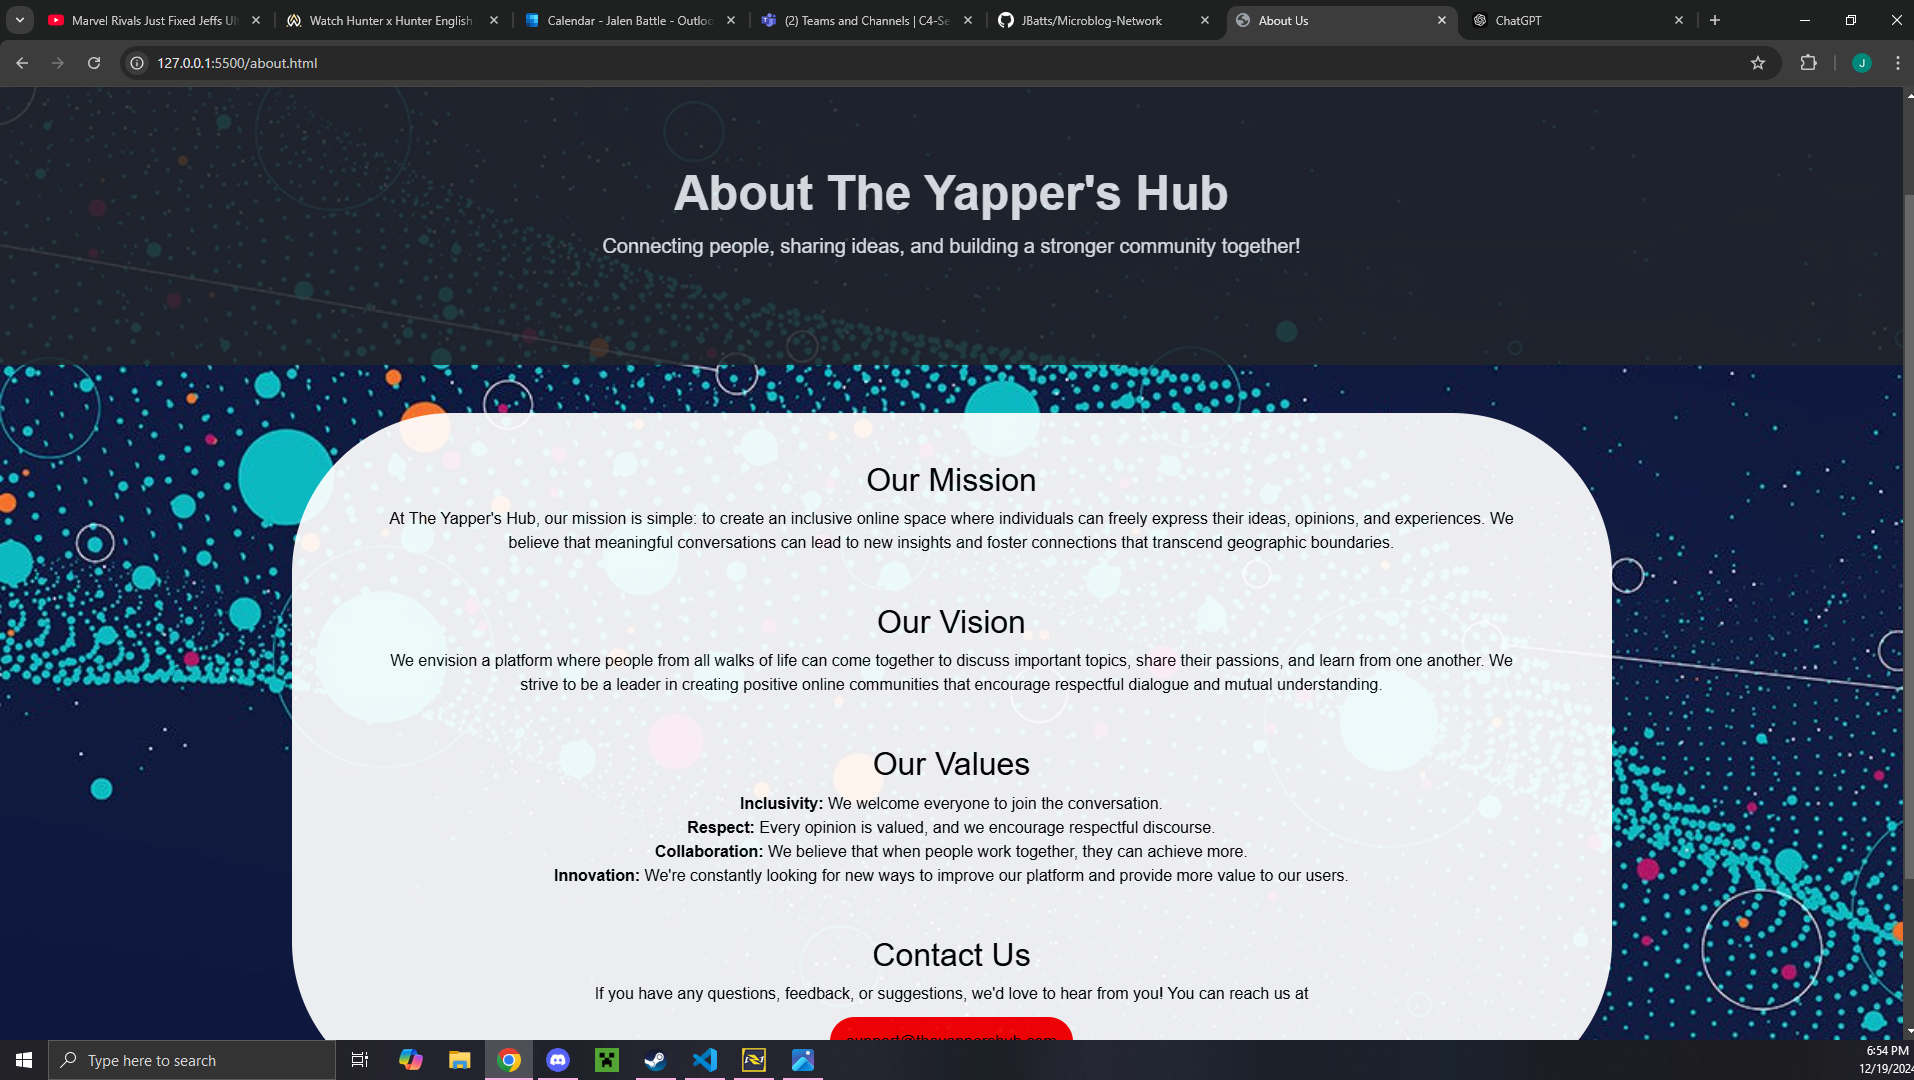 Marvel Rivals Just Fixed Jeffs Ul
Watch Hunter x Hunter English
Calendar - Jalen Battle - Outloo
(2) Teams and Channels | C4-Se
JBatts/Microblog-Network
About Us
ChatGPT
127.0.0.1:5500/about.html
J
About The Yapper's Hub
Connecting people, sharing ideas, and building a stronger community together!
Our Mission
At The Yapper's Hub, our mission is simple: to create an inclusive online space where individuals can freely express their ideas, opinions, and experiences. We
believe that meaningful conversations can lead to new insights and foster connections that transcend geographic boundaries.
Our Vision
We envision a platform where people from all walks of life can come together to discuss important topics, share their passions, and learn from one another. We
strive to be a leader in creating positive online communities that encourage respectful dialogue and mutual understanding.
Our Values
Inclusivity: We welcome everyone to join the conversation.
Respect: Every opinion is valued, and we encourage respectful discourse.
Collaboration: We believe that when people work together, they can achieve more.
Innovation: We're constantly looking for new ways to improve our platform and provide more value to our users.
Contact Us
If you have any questions, feedback, or suggestions, we'd love to hear from you! You can reach us at
support@theyappershub.com
Type here to search
6:54 PM
12/19/2024